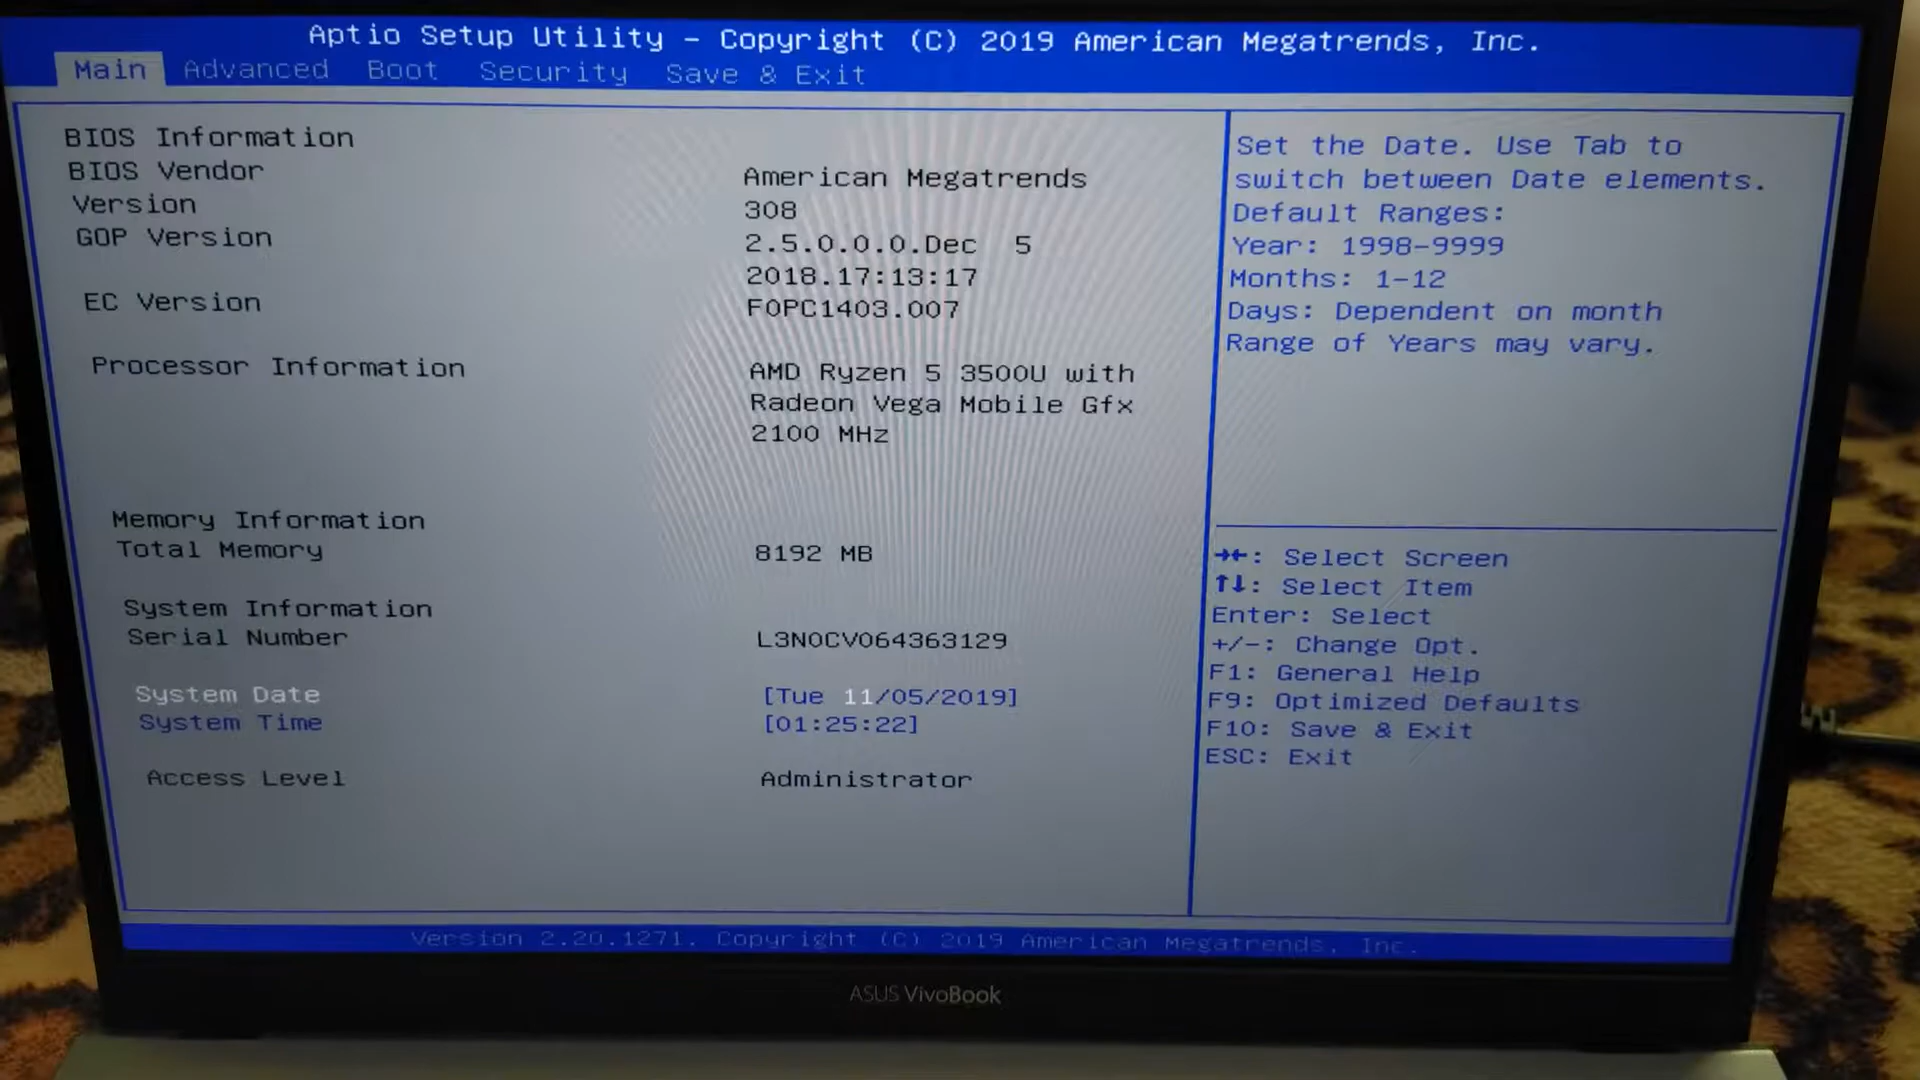 Aptio Setup Utility – Copyright (C) 2019 American Megatrends, Inc.
Main Advanced Boot Security Save & Exit
BIOS Information
BIOS Vendor American Megatrends
Version 308
GOP Version 2.5.0.0.0.Dec 5
2018.17:13:17
EC Version F0PC1403.007
Processor Information AMD Ryzen 5 3500U with
Radeon Vega Mobile Gfx
2100 MHz
Memory Information
Total Memory 8192 MB
System Information
Serial Number L3N0CV064363129
System Date [Tue 11/05/2019]
System Time [01:25:22]
Access Level Administrator
Set the Date. Use Tab to
switch between Date elements.
Default Ranges:
Year: 1998-9999
Months: 1-12
Days: Dependent on month
Range of Years may vary.
→←: Select Screen
↑↓: Select Item
Enter: Select
+/-: Change Opt.
F1: General Help
F9: Optimized Defaults
F10: Save & Exit
ESC: Exit
Version 2.20.1271. Copyright (C) 2019 American Megatrends, Inc.
ASUS VivoBook